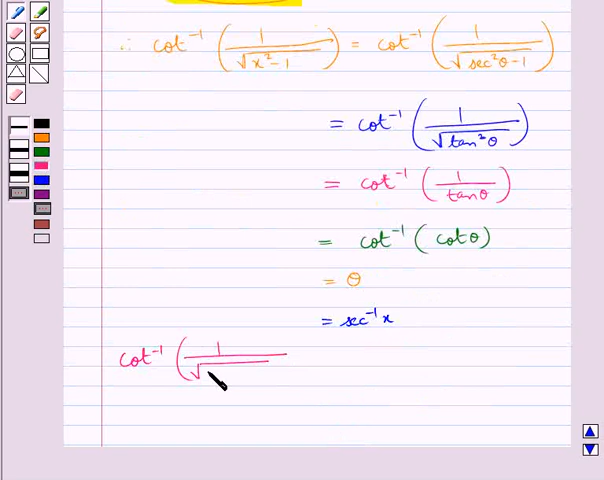 ∴ cot⁻¹ (1/√(x²-1)) = cot⁻¹ (1/√(sec²θ-1))
= cot⁻¹ (1/√(tan²θ))
= cot⁻¹ (1/tanθ)
= cot⁻¹ (cotθ)
= θ
= sec⁻¹x
cot⁻¹ (1/√